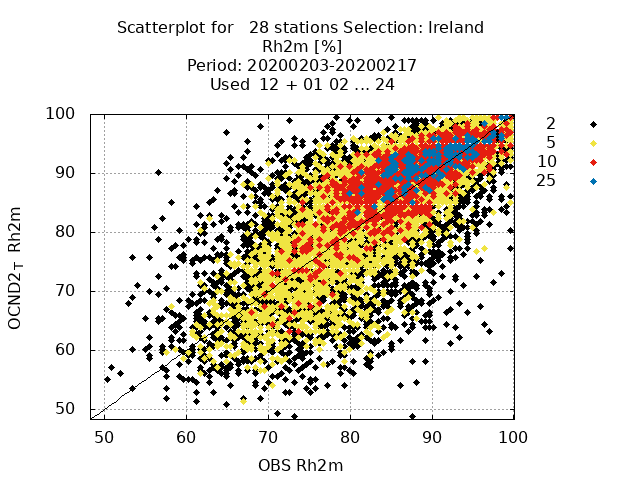 Scatterplot for 28 stations Selection: Ireland
Rh2m [%]
Period: 20200203-20200217
Used 12 + 01 02 ... 24
100
90
80
70
60
50
OCND2_T Rh2m
50 60 70 80 90 100
OBS Rh2m
2
5
10
25